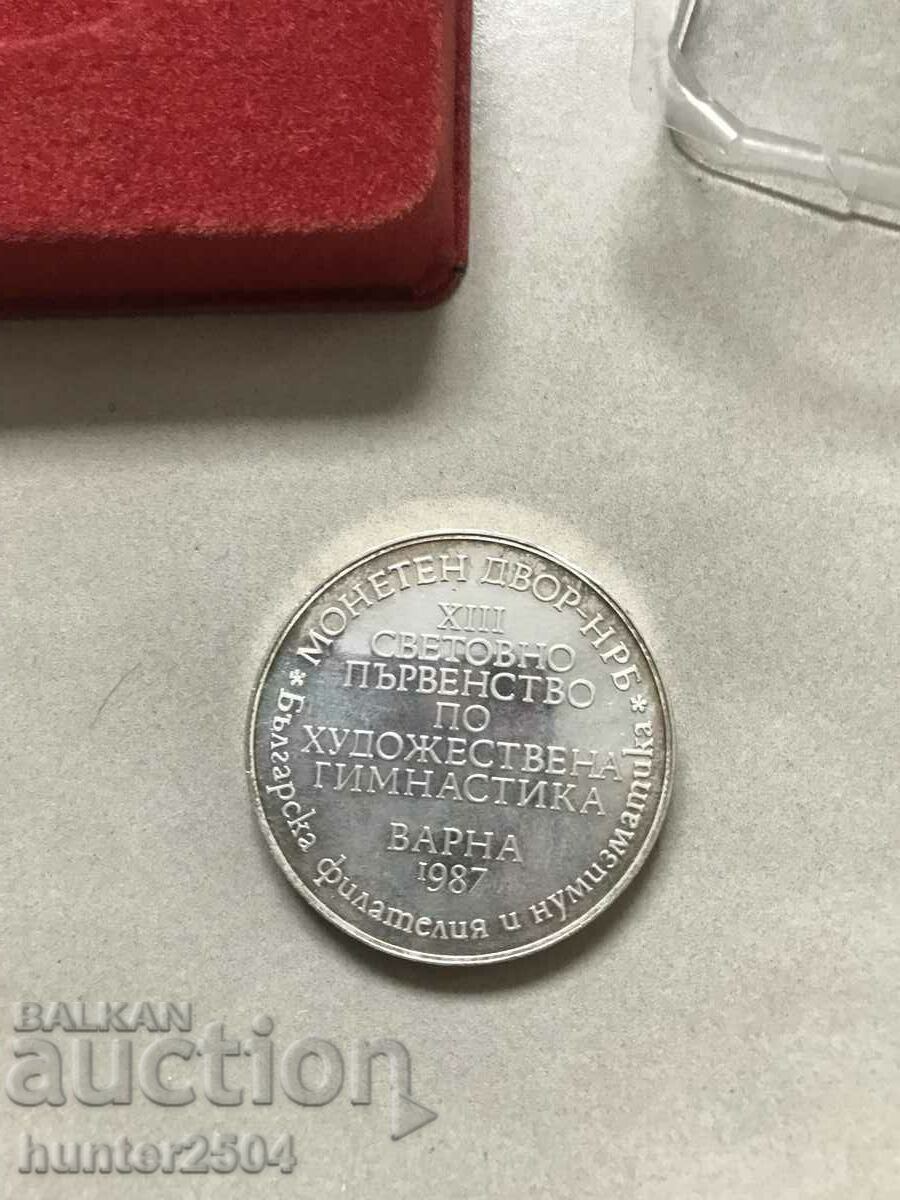 МОНЕТЕН ДВОР-НРБ
XIII
СВЕТОВНО
ПЪРВЕНСТВО
ПО
ХУДОЖЕСТВЕНА
ГИМНАСТИКА
ВАРНА
1987
* Българска филателия и нумизматика *
BALKAN
auction
hunter2504